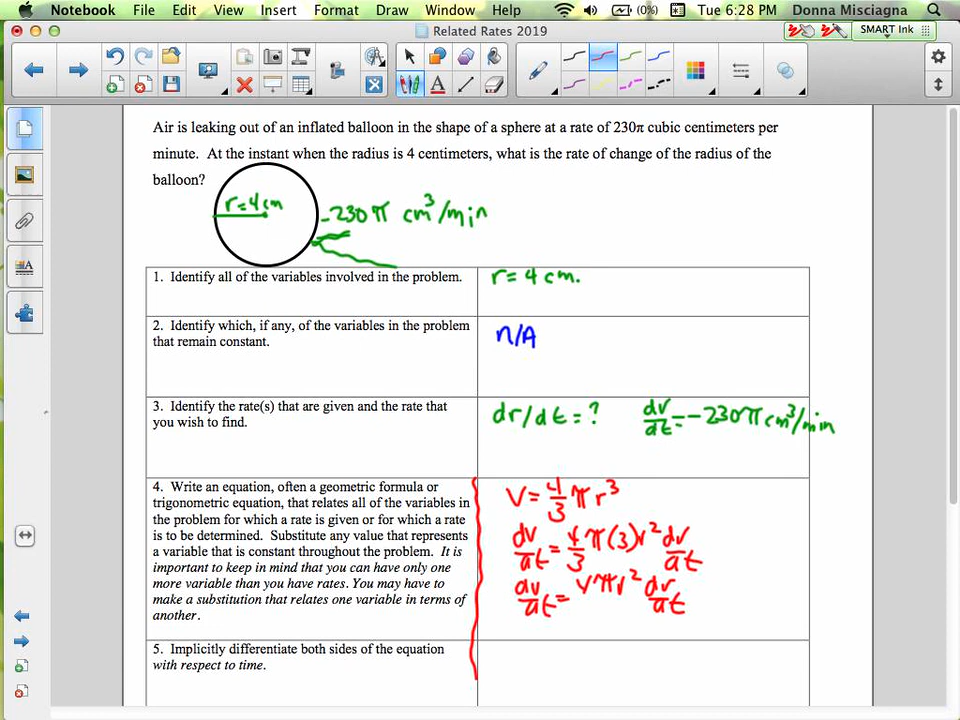 Notebook File Edit View Insert Format Draw Window Help (0%) Tue 6:28 PM Donna Misciagna
Related Rates 2019
SMART Ink
Air is leaking out of an inflated balloon in the shape of a sphere at a rate of 230π cubic centimeters per
minute. At the instant when the radius is 4 centimeters, what is the rate of change of the radius of the
balloon?
r=4cm
-230π cm³/min
1. Identify all of the variables involved in the problem.
r=4cm.
2. Identify which, if any, of the variables in the problem
that remain constant.
n/A
3. Identify the rate(s) that are given and the rate that
you wish to find.
dr/dt=? dv/dt=-230π cm³/min
4. Write an equation, often a geometric formula or
trigonometric equation, that relates all of the variables in
the problem for which a rate is given or for which a rate
is to be determined. Substitute any value that represents
a variable that is constant throughout the problem. It is
important to keep in mind that you can have only one
more variable than you have rates. You may have to
make a substitution that relates one variable in terms of
another.
V=4/3πr³
dv/dt=4/3π(3)r²dr/dt
dv/dt=4πr²dr/dt
5. Implicitly differentiate both sides of the equation
with respect to time.